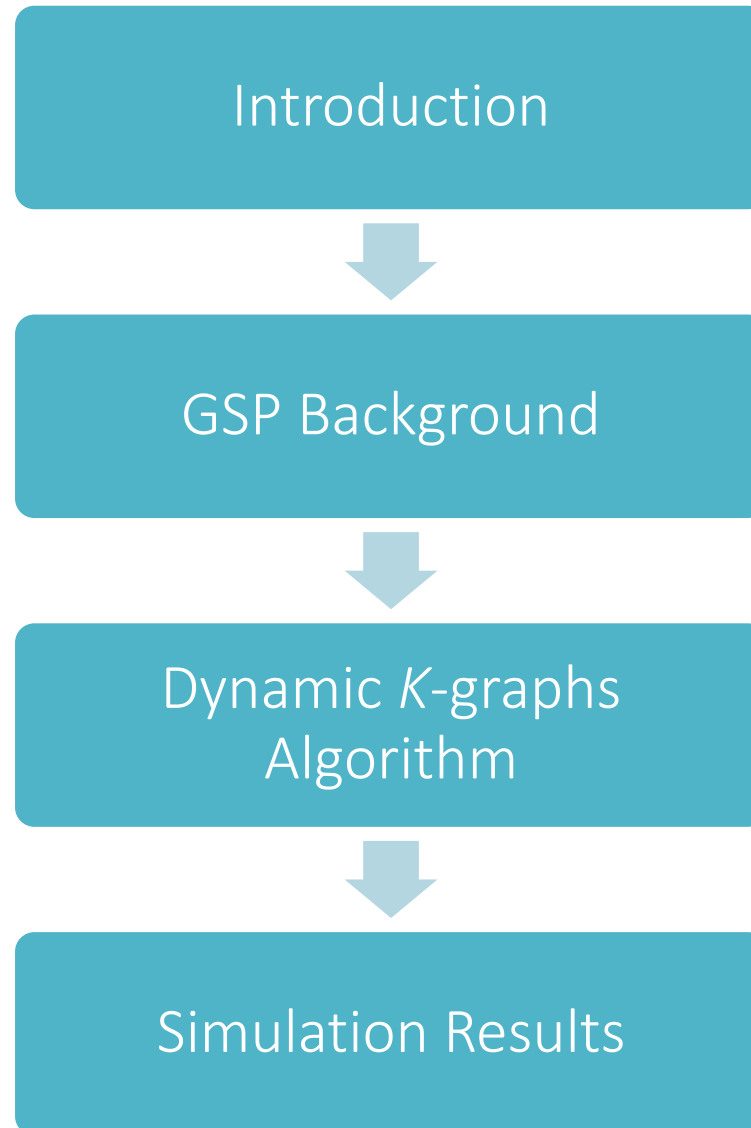 Introduction
GSP Background
Dynamic K-graphs
Algorithm
Simulation Results